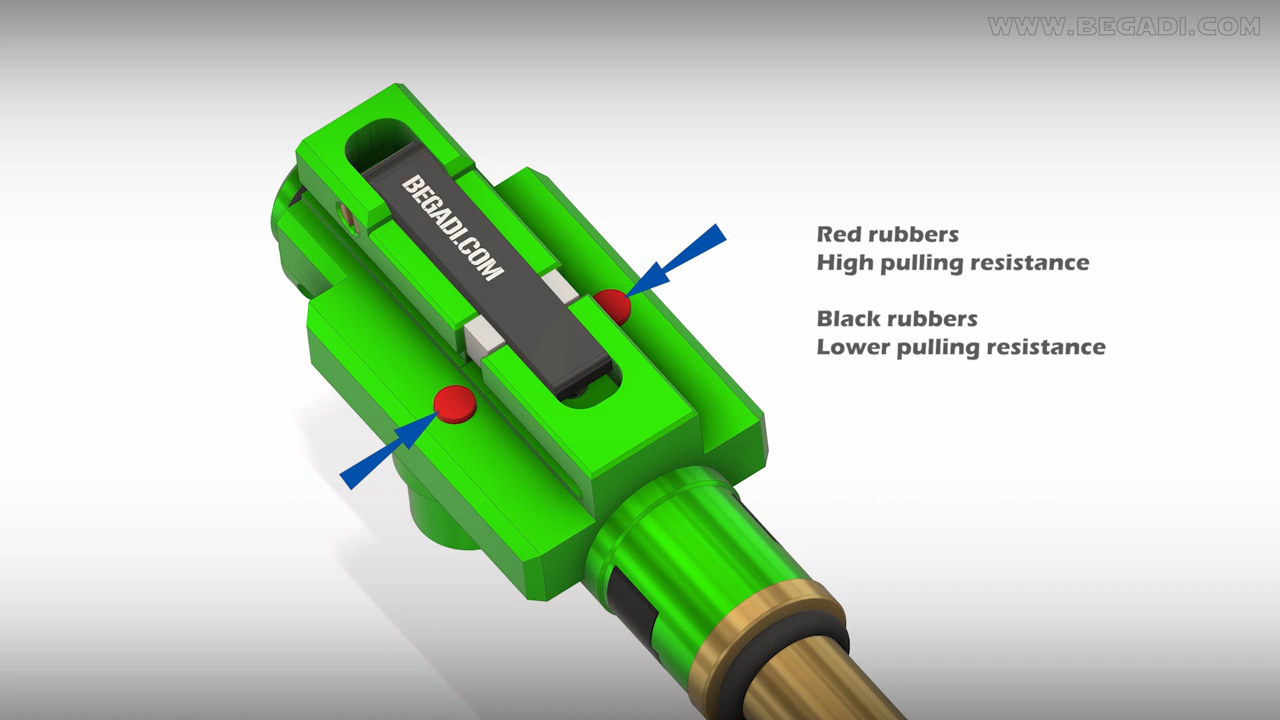 WWW.BEGADI.COM
BEGADI.COM
Red rubbers
High pulling resistance
Black rubbers
Lower pulling resistance